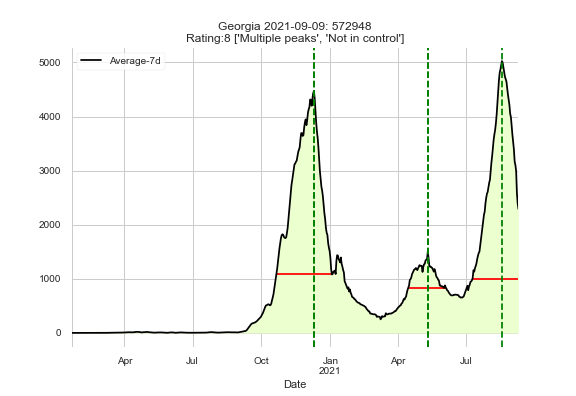 Georgia 2021-09-09: 572948
Rating:8 ['Multiple peaks', 'Not in control']
Average-7d
5000
4000
3000
2000
1000
0
Apr Jul Oct Jan Apr Jul
2021
Date